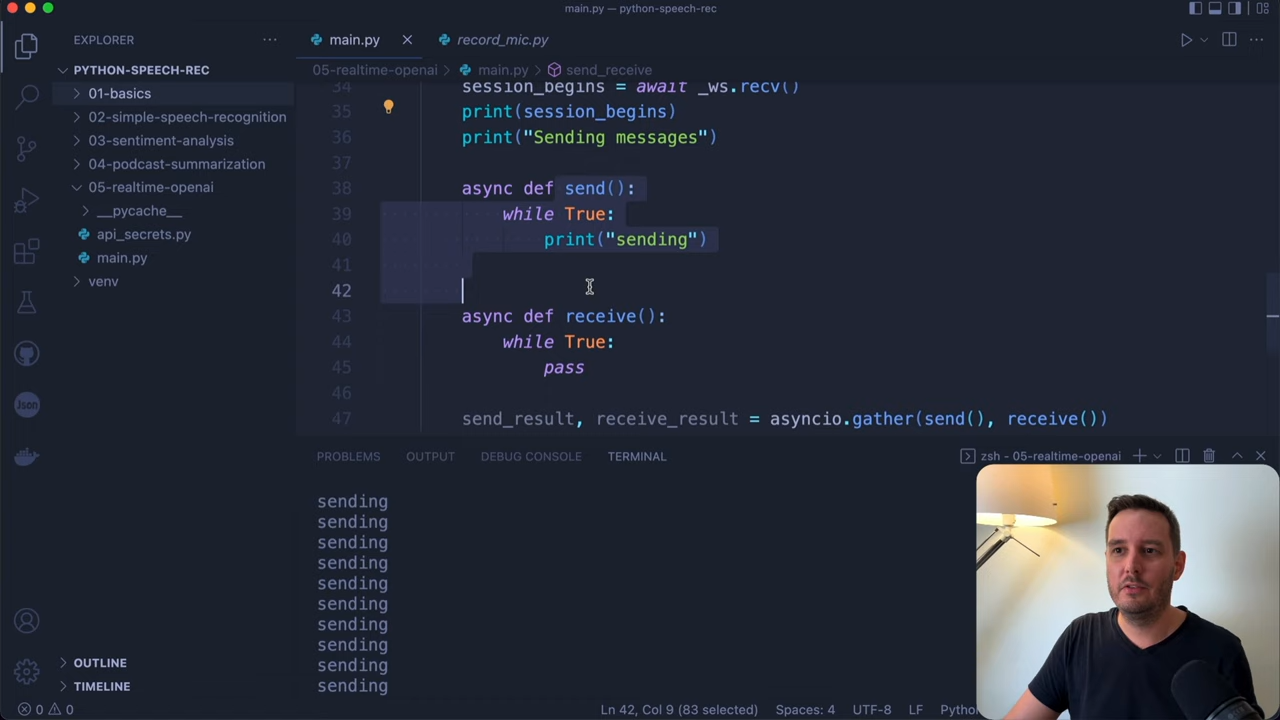 main.py — python-speech-rec
EXPLORER
main.py
record_mic.py
PYTHON-SPEECH-REC
01-basics
02-simple-speech-recognition
03-sentiment-analysis
04-podcast-summarization
05-realtime-openai
__pycache__
api_secrets.py
main.py
venv
OUTLINE
TIMELINE
Json
05-realtime-openai > main.py > send_receive
34 session_begins = await _ws.recv()
35 print(session_begins)
36 print("Sending messages")
37
38 async def send():
39 while True:
40 print("sending")
41
42
43 async def receive():
44 while True:
45 pass
46
47 send_result, receive_result = asyncio.gather(send(), receive())
PROBLEMS OUTPUT DEBUG CONSOLE TERMINAL
zsh - 05-realtime-openai
sending
sending
sending
sending
sending
sending
sending
sending
sending
sending
0 0 Ln 42, Col 9 (83 selected) Spaces: 4 UTF-8 LF